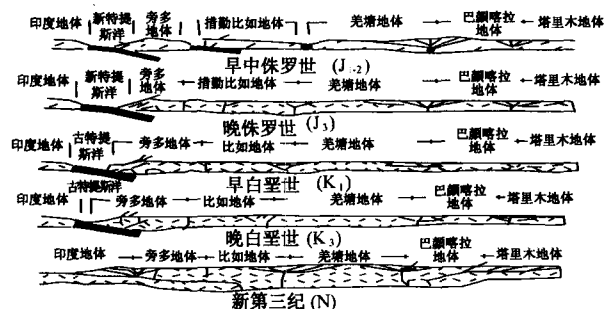 印度地体 新特提斯洋 旁多地体 措勤比如地体 羌塘地体 巴颜喀拉地体 塔里木地体
早中侏罗世 (J₁₋₂)
印度地体 新特提斯洋 旁多地体 措勤比如地体 羌塘地体 巴颜喀拉地体 塔里木地体
晚侏罗世 (J₃)
印度地体 古特提斯洋 旁多地体 比如地体 羌塘地体 巴颜喀拉地体 塔里木地体
早白垩世 (K₁)
印度地体 古特提斯洋 旁多地体 比如地体 羌塘地体 巴颜喀拉地体 塔里木地体
晚白垩世 (K₃)
印度地体 旁多地体 比如地体 羌塘地体 巴颜喀拉地体 塔里木地体
新第三纪 (N)